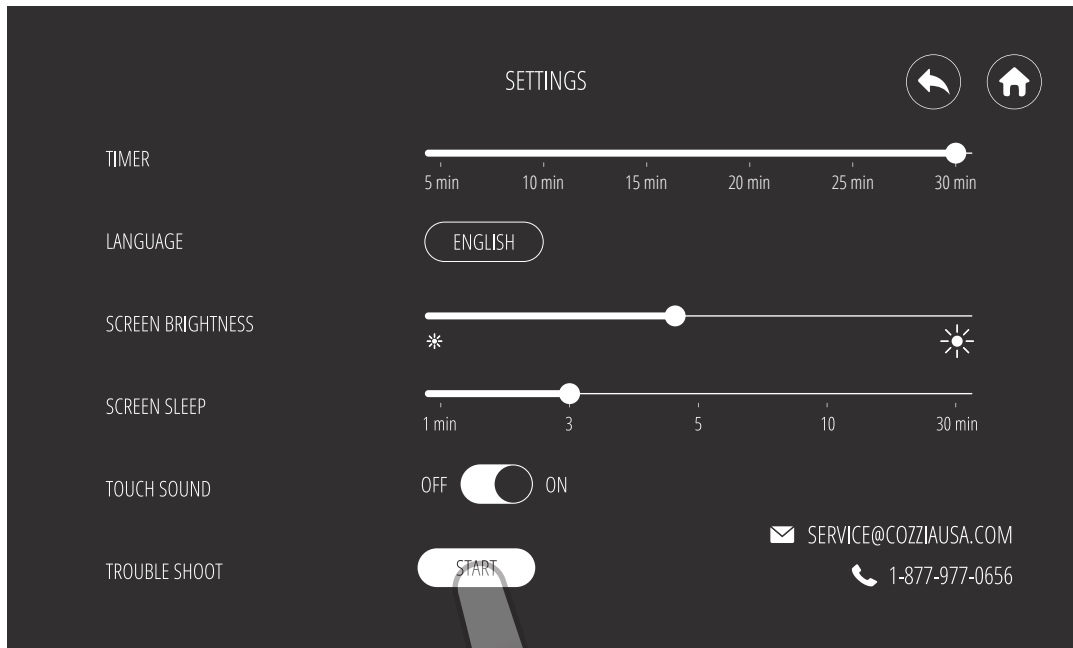 SETTINGS
TIMER
5 min 10 min 15 min 20 min 25 min 30 min
LANGUAGE ENGLISH
SCREEN BRIGHTNESS
SCREEN SLEEP
1 min 3 5 10 30 min
TOUCH SOUND OFF ON
SERVICE@COZZIAUSA.COM
TROUBLE SHOOT START 1-877-977-0656